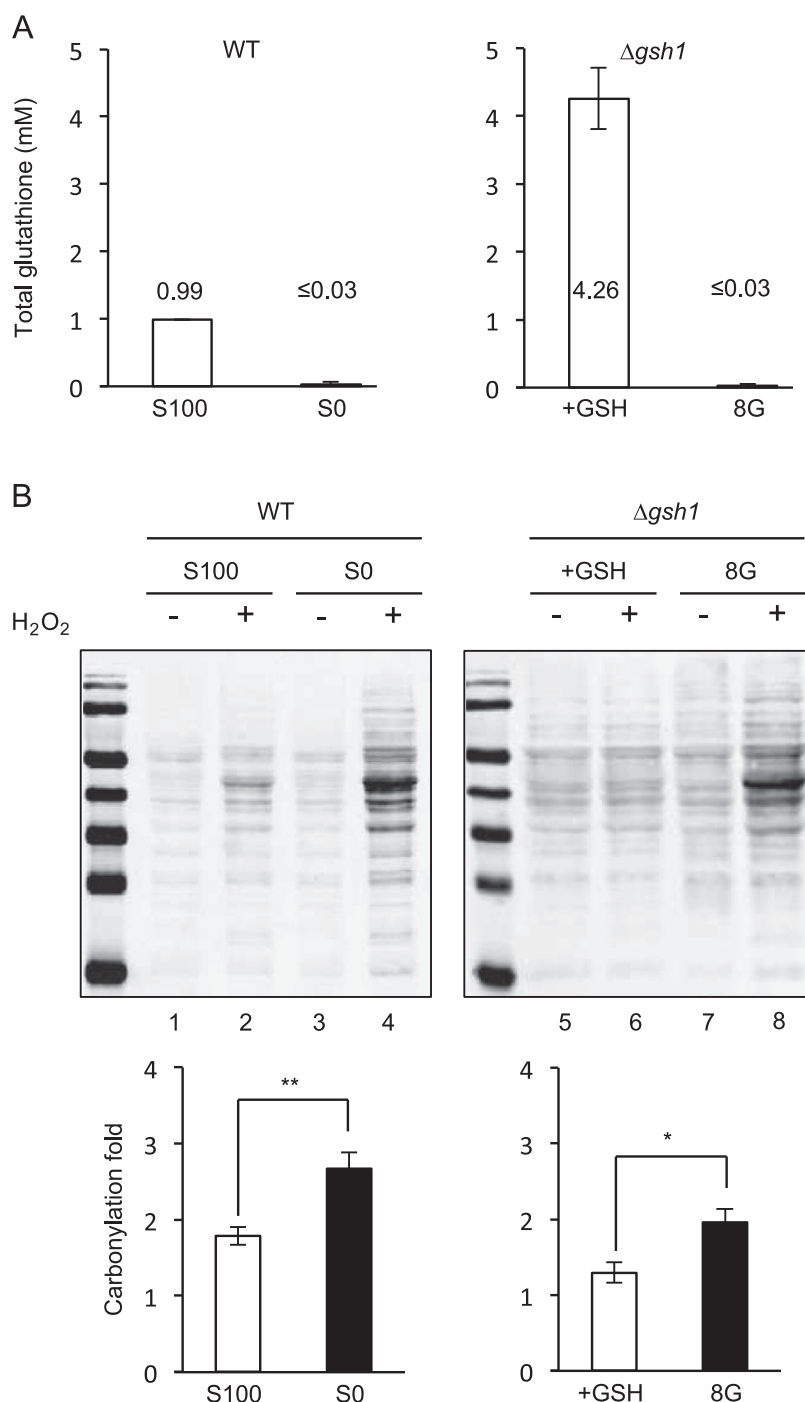 A
WT
Δgsh1
Total glutathione (mM)
5
4
3
2
1
0
0.99
≤0.03
S100
S0
5
4
3
2
1
0
4.26
≤0.03
+GSH
8G
B
WT
Δgsh1
S100
S0
+GSH
8G
H₂O₂
- + - +
- + - +
1 2 3 4
5 6 7 8
Carbonylation fold
4
3
2
1
0
**
S100
S0
4
3
2
1
0
*
+GSH
8G